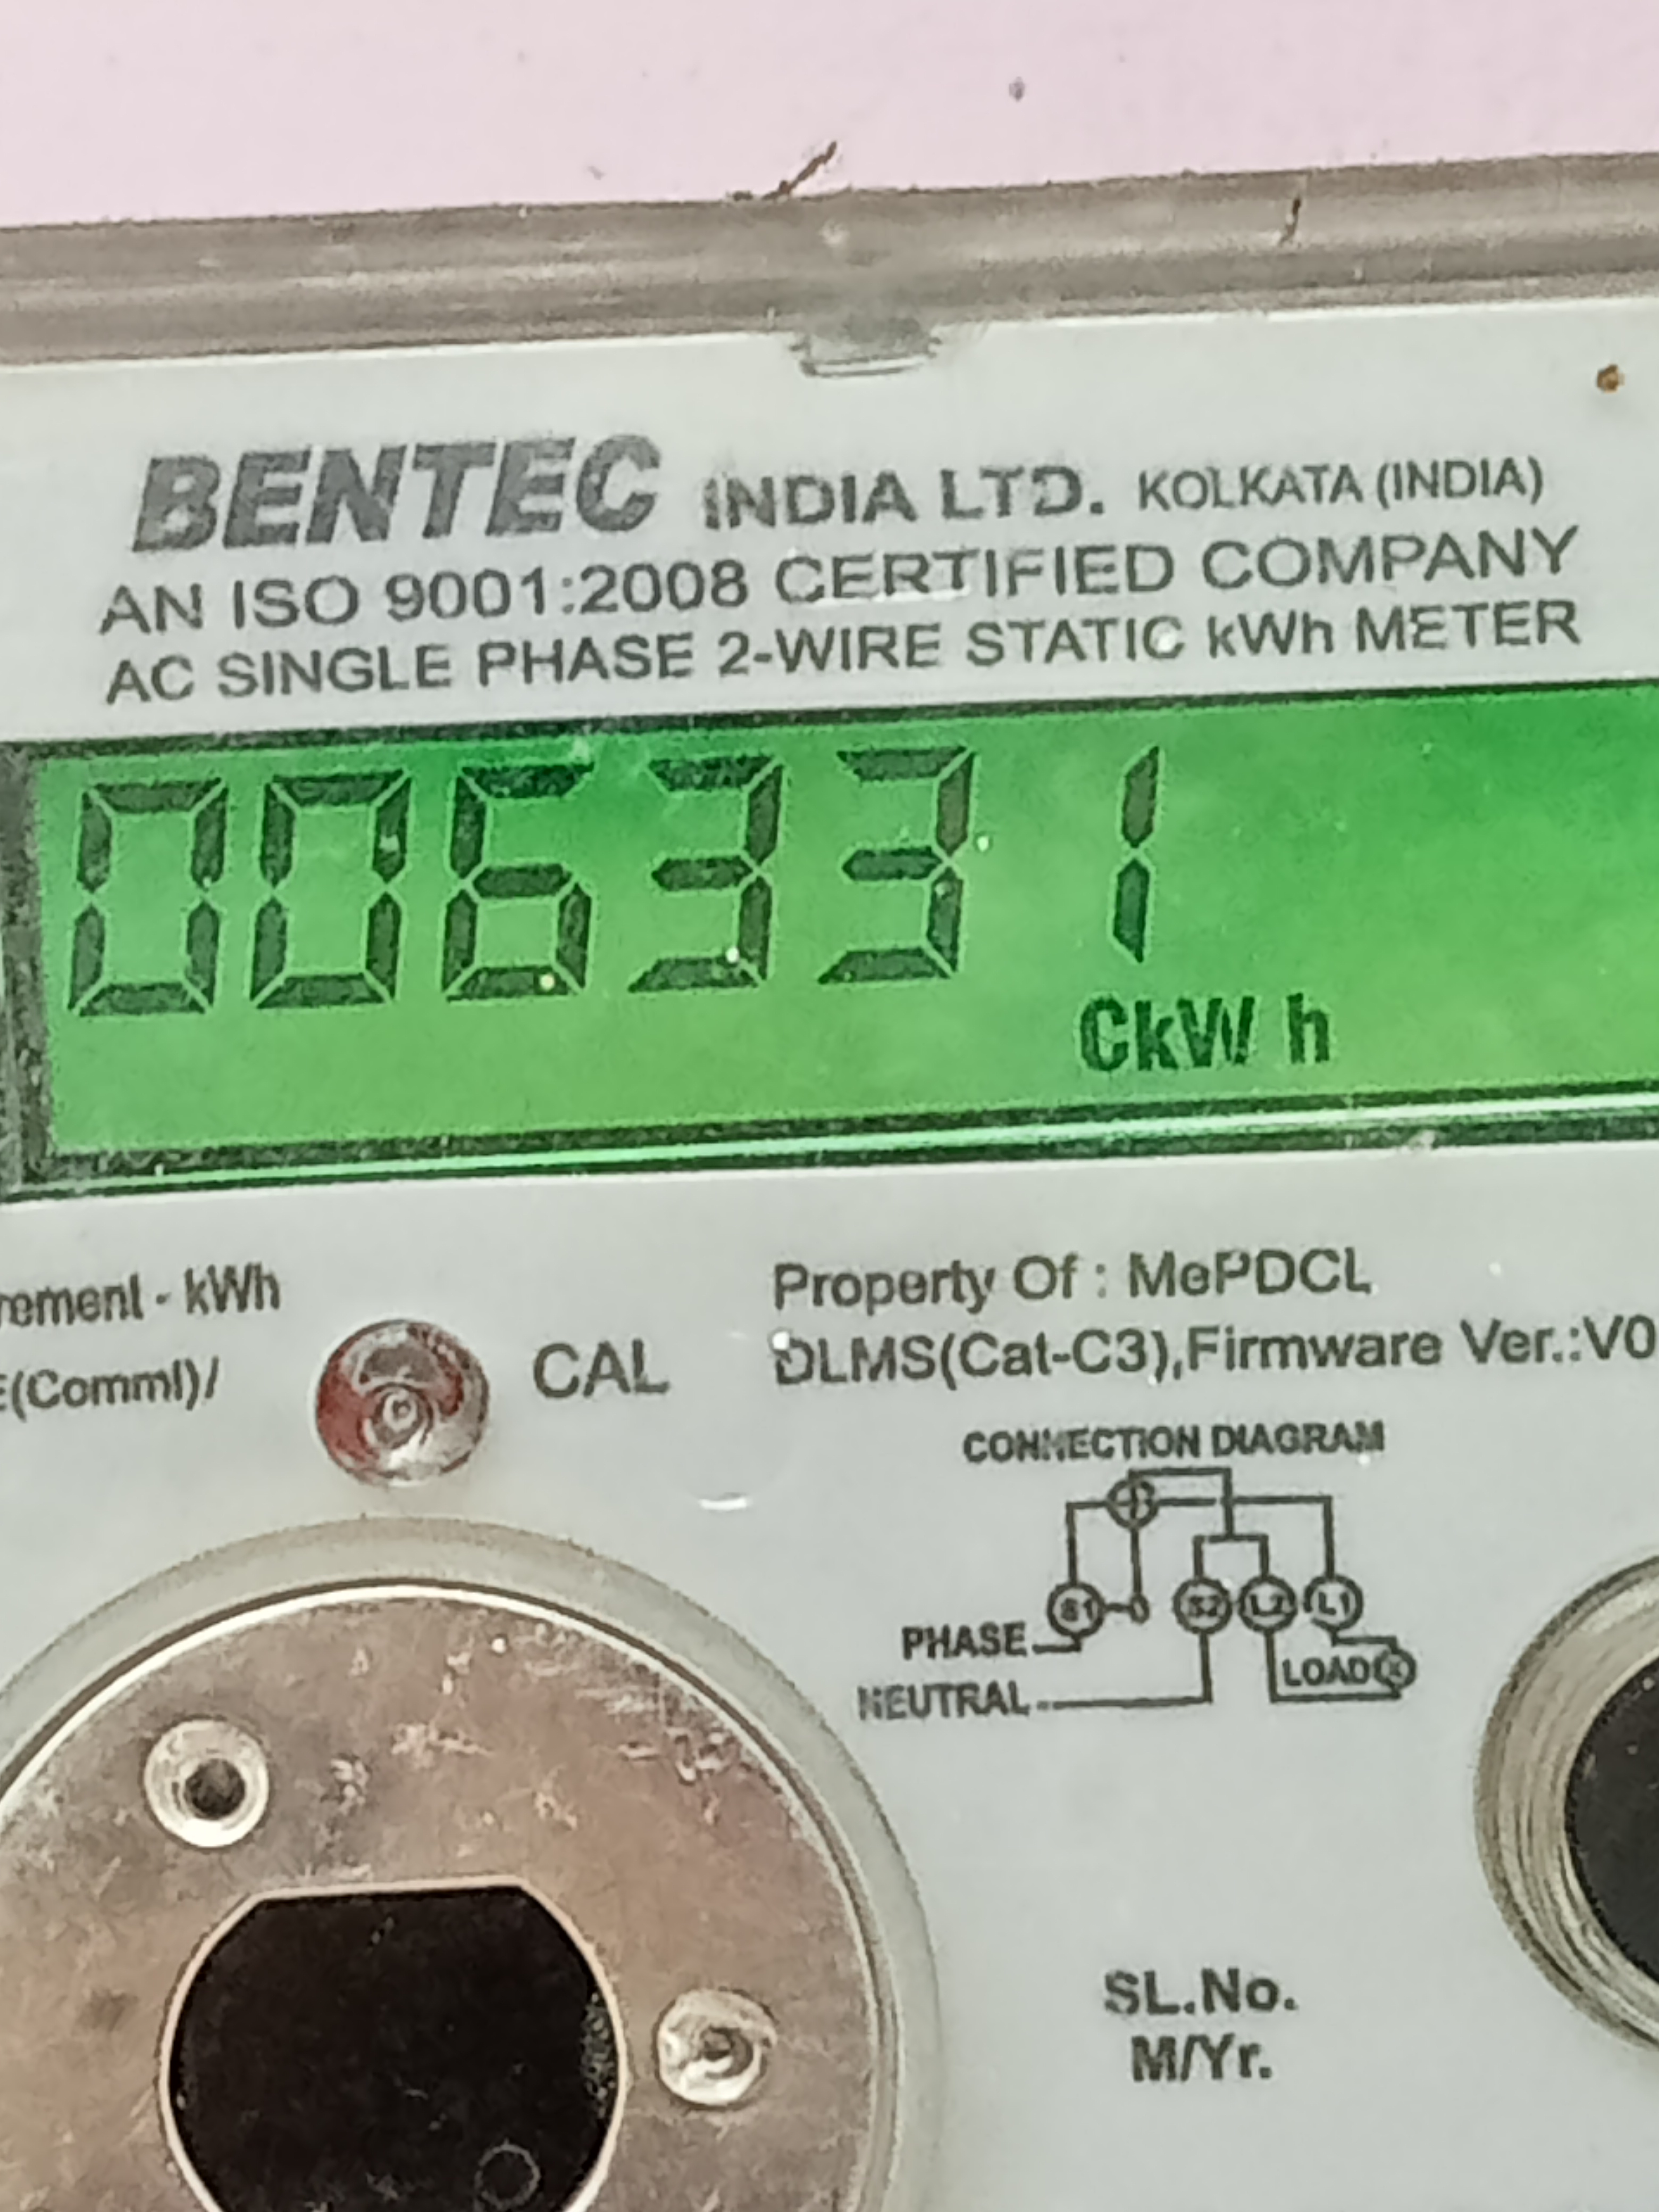 BENTEC INDIA LTD. KOLKATA (INDIA)
AN ISO 9001:2008 CERTIFIED COMPANY
AC SINGLE PHASE 2-WIRE STATIC kWh METER
006331
CkW h
rement - kWh
E(Comml)/
CAL
Property Of : MePDCL
DLMS(Cat-C3),Firmware Ver.:V0
CONNECTION DIAGRAM
S1 S2 L2 L1
PHASE
LOAD
NEUTRAL
SL.No.
M/Yr.